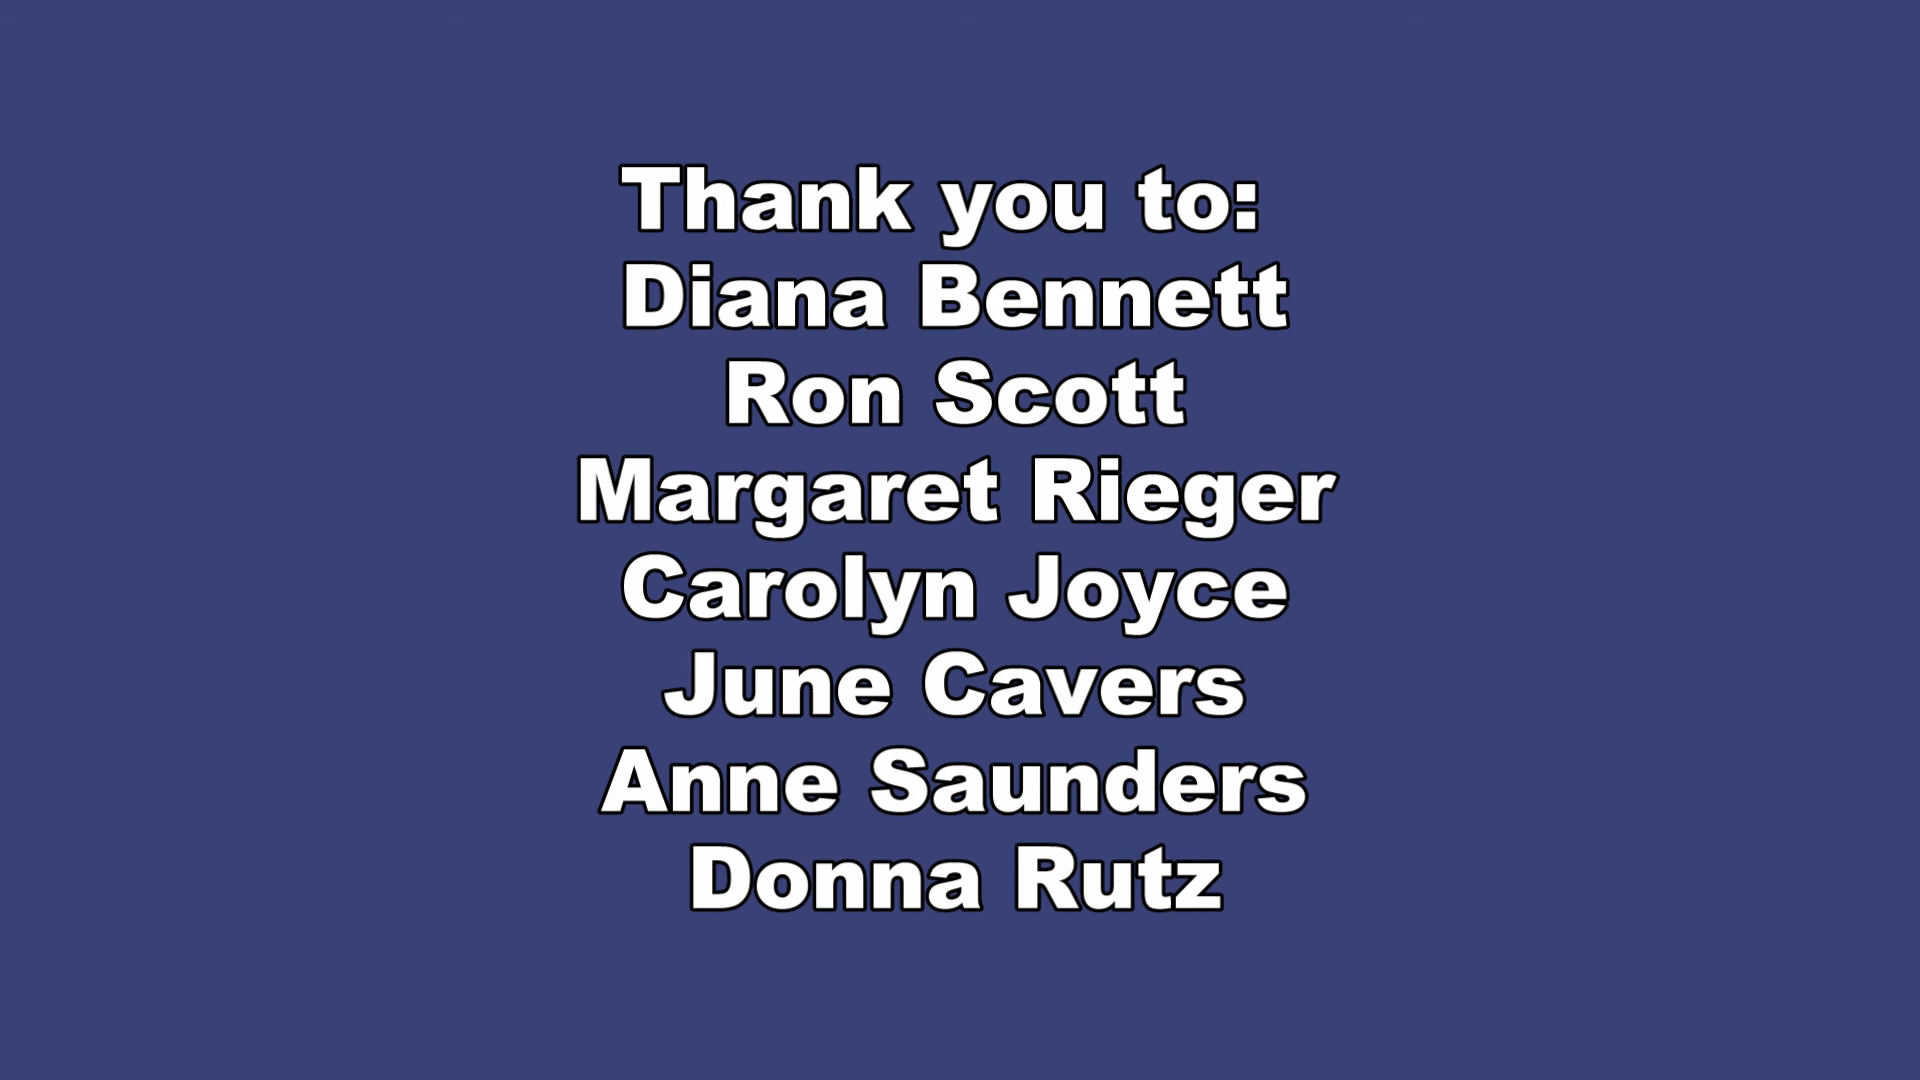 Thank you to:
Diana Bennett
Ron Scott
Margaret Rieger
Carolyn Joyce
June Cavers
Anne Saunders
Donna Rutz